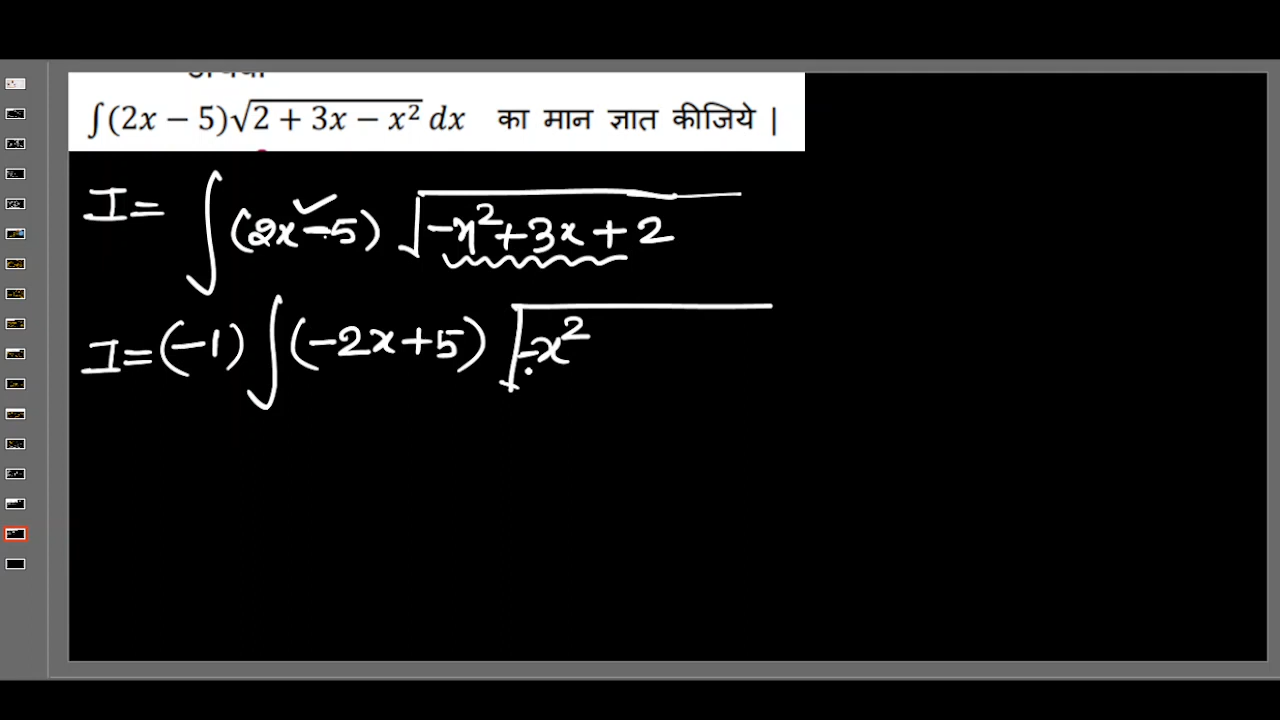 ∫(2x − 5)√2 + 3x − x² dx का मान ज्ञात कीजिये |
I = ∫ (2x − 5) √−x² + 3x + 2
I = (−1) ∫ (−2x + 5) √−x²